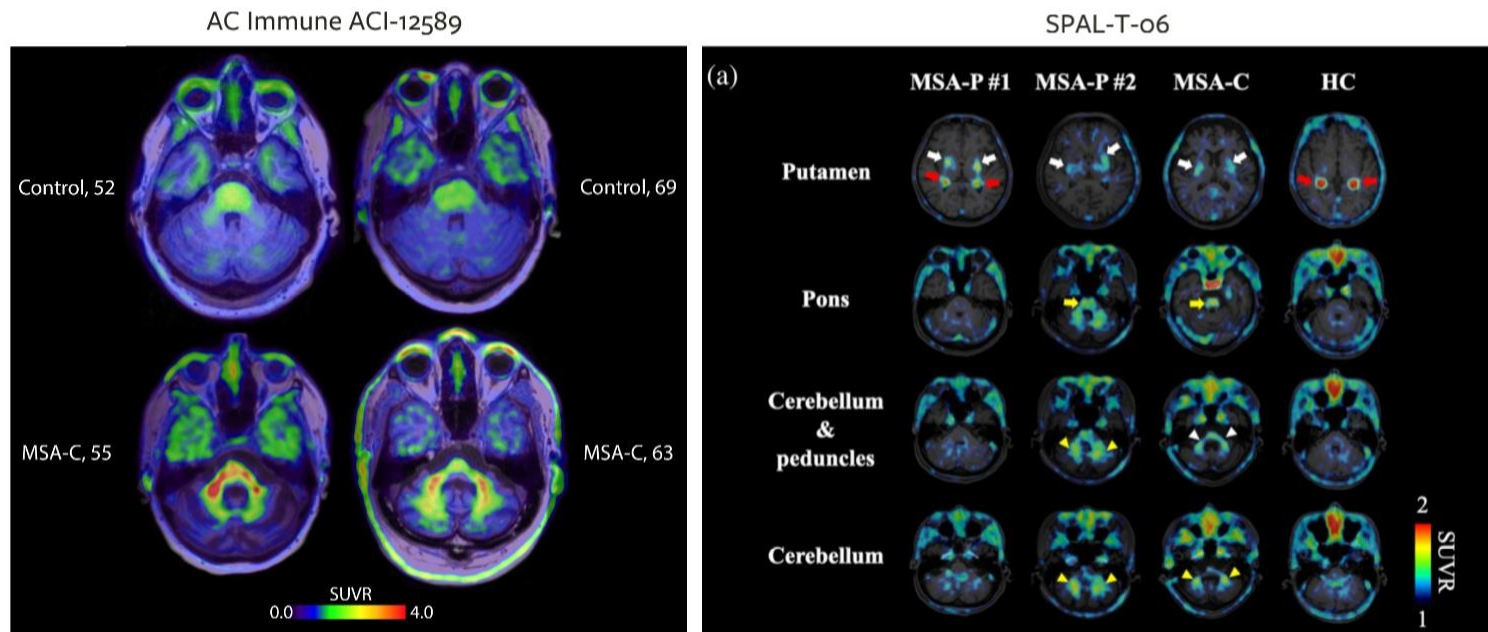 AC Immune ACI-12589
Control, 52
Control, 69
MSA-C, 55
MSA-C, 63
SUVR
0.0
4.0
SPAL-T-06
(a)
MSA-P #1
MSA-P #2
MSA-C
HC
Putamen
Pons
Cerebellum
&
peduncles
Cerebellum
2
SUVR
1